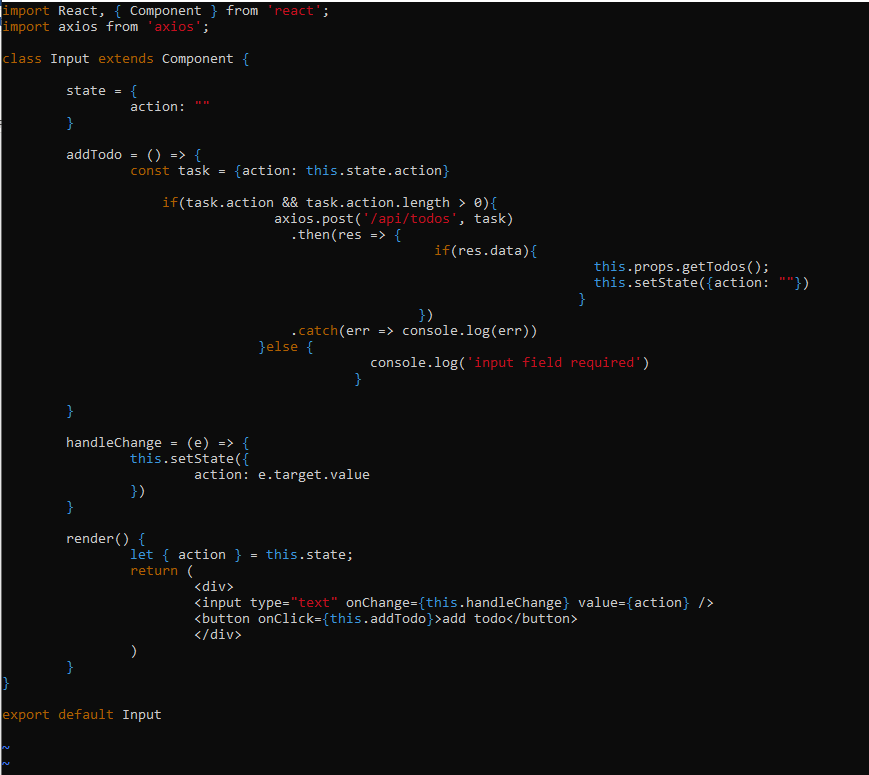 import React, { Component } from 'react';
import axios from 'axios';
class Input extends Component {
state = {
action: ""
}
addTodo = () => {
const task = {action: this.state.action}
if(task.action && task.action.length > 0){
axios.post('/api/todos', task)
.then(res => {
if(res.data){
this.props.getTodos();
this.setState({action: ""})
}
})
.catch(err => console.log(err))
}else {
console.log('input field required')
}
}
handleChange = (e) => {
this.setState({
action: e.target.value
})
}
render() {
let { action } = this.state;
return (
<div>
<input type="text" onChange={this.handleChange} value={action} />
<button onClick={this.addTodo}>add todo</button>
</div>
)
}
}
export default Input
~
~